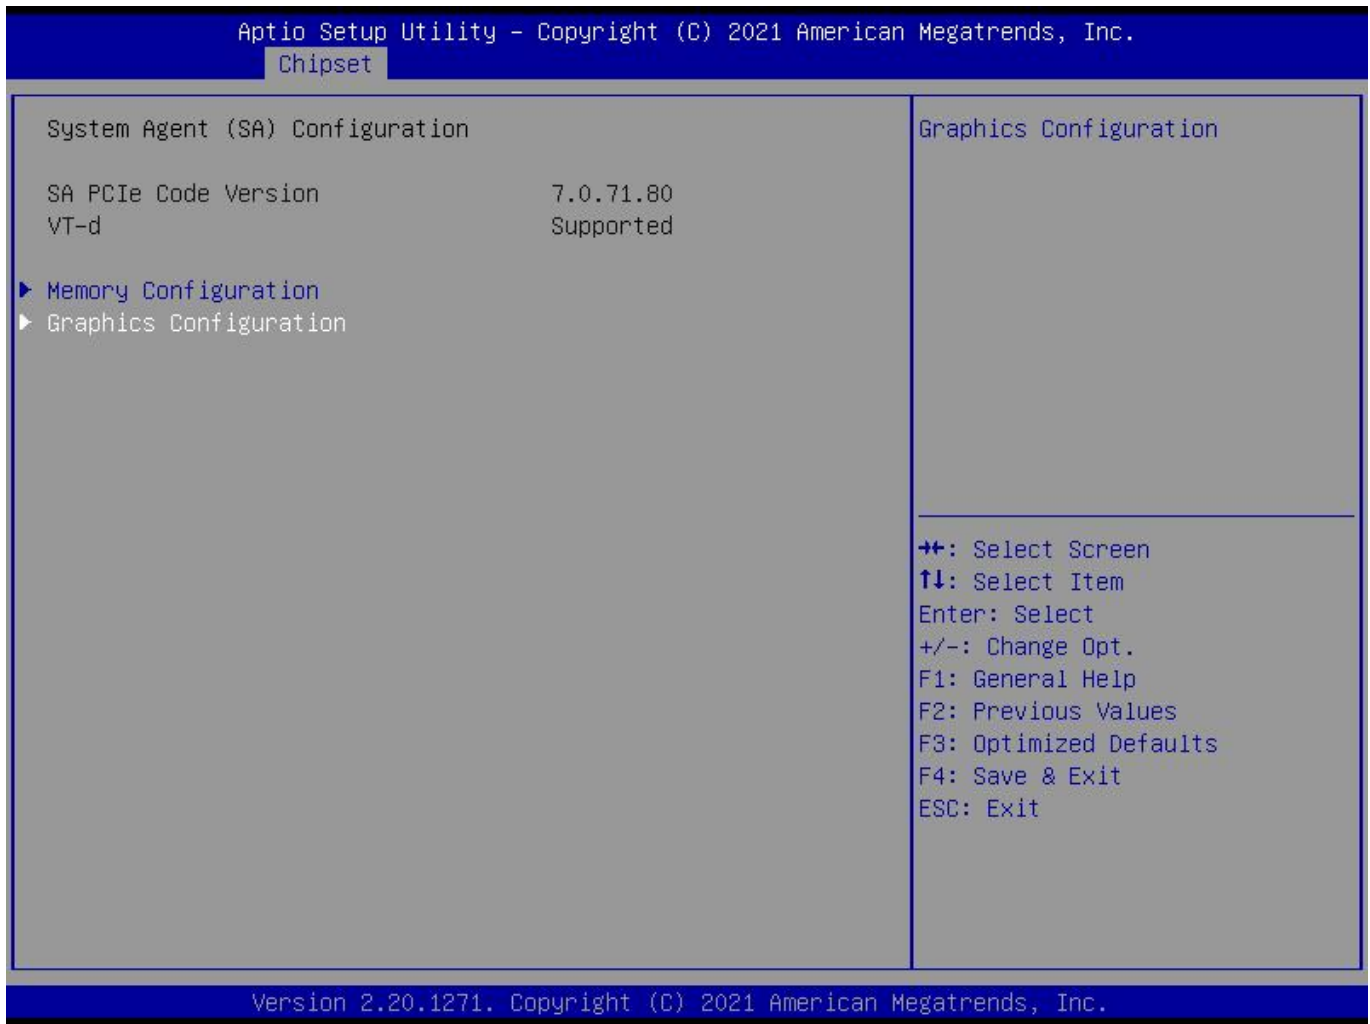 Aptio Setup Utility – Copyright (C) 2021 American Megatrends, Inc.
Chipset
System Agent (SA) Configuration
SA PCIe Code Version 7.0.71.80
VT-d Supported
▶ Memory Configuration
▶ Graphics Configuration
Graphics Configuration
→←: Select Screen
↑↓: Select Item
Enter: Select
+/-: Change Opt.
F1: General Help
F2: Previous Values
F3: Optimized Defaults
F4: Save & Exit
ESC: Exit
Version 2.20.1271. Copyright (C) 2021 American Megatrends, Inc.